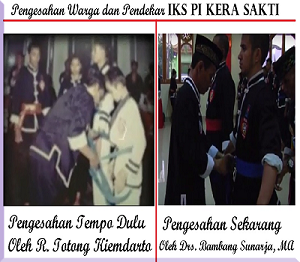 Pengesahan Warga dan Pendekar IKS PI KERA SAKTI
Pengesahan Tempo Dulu
Oleh R. Totong Kiemdarto
Pengesahan Sekarang
Oleh Drs. Bambang Sunarja, MA